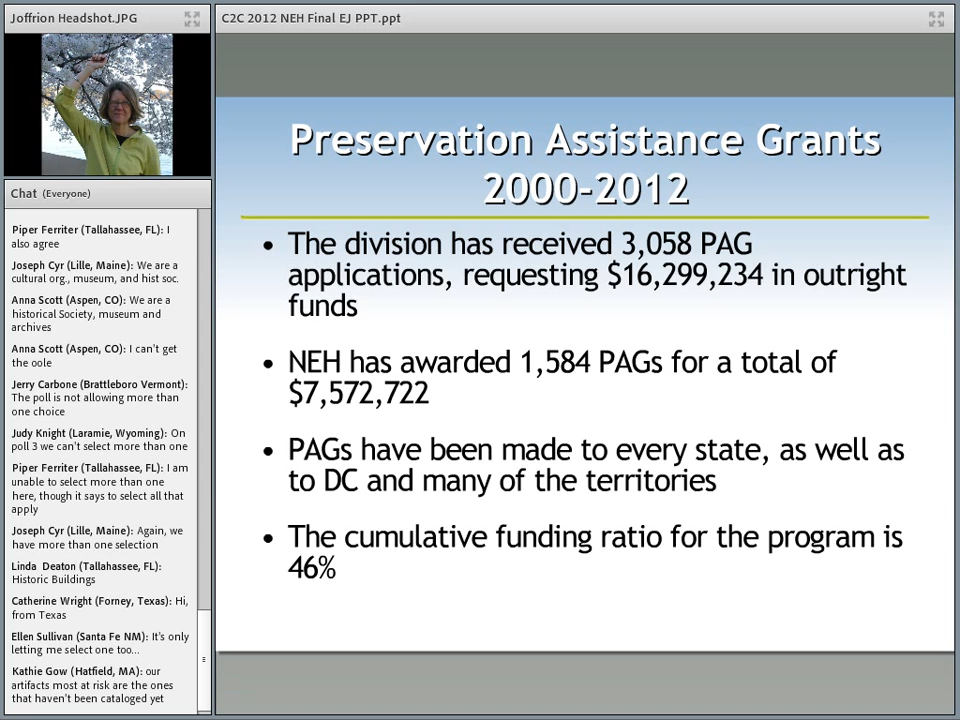 Joffrion Headshot.JPG
Chat (Everyone)
Piper Ferriter (Tallahassee, FL): I
also agree
Joseph Cyr (Lille, Maine): We are a
cultural org., museum, and hist soc.
Anna Scott (Aspen, CO): We are a
historical Society, museum and
archives
Anna Scott (Aspen, CO): I can't get
the oole
Jerry Carbone (Brattleboro Vermont):
The poll is not allowing more than
one choice
Judy Knight (Laramie, Wyoming): On
poll 3 we can't select more than one
Piper Ferriter (Tallahassee, FL): I am
unable to select more than one
here, though it says to select all that
apply
Joseph Cyr (Lille, Maine): Again, we
have more than one selection
Linda Deaton (Tallahassee, FL):
Historic Buildings
Catherine Wright (Forney, Texas): Hi,
from Texas
Ellen Sullivan (Santa Fe NM): It's only
letting me select one too...
Kathie Gow (Hatfield, MA): our
artifacts most at risk are the ones
that haven't been cataloged yet
C2C 2012 NEH Final EJ PPT.ppt
Preservation Assistance Grants
2000-2012
• The division has received 3,058 PAG
applications, requesting $16,299,234 in outright
funds
• NEH has awarded 1,584 PAGs for a total of
$7,572,722
• PAGs have been made to every state, as well as
to DC and many of the territories
• The cumulative funding ratio for the program is
46%